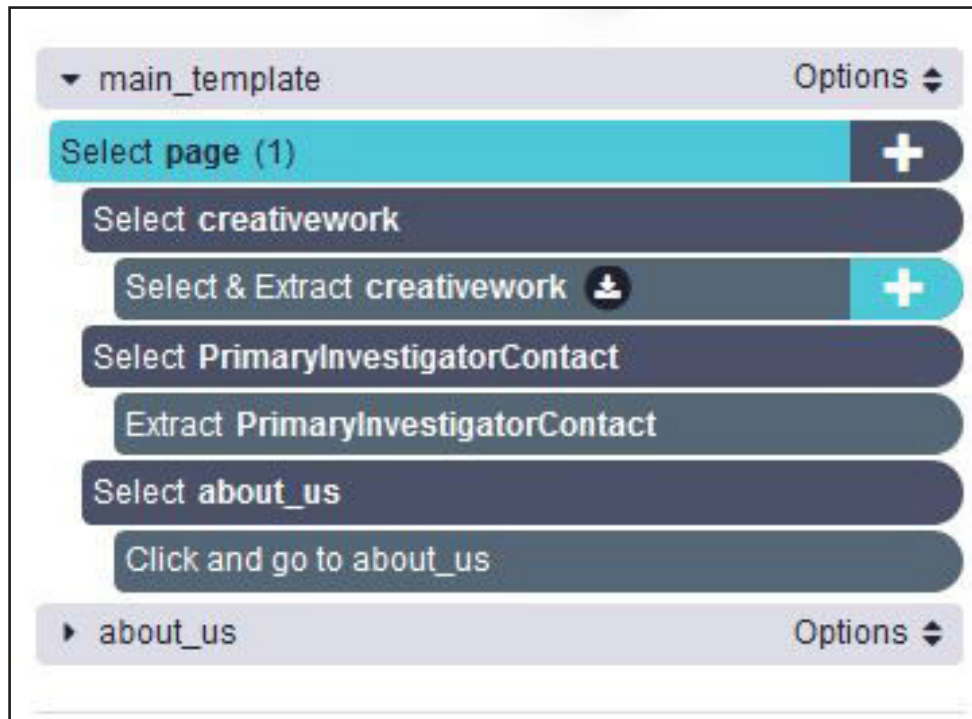 main_template Options
Select page (1)
Select creativework
Select & Extract creativework
Select PrimaryInvestigatorContact
Extract PrimaryInvestigatorContact
Select about_us
Click and go to about_us
about_us Options